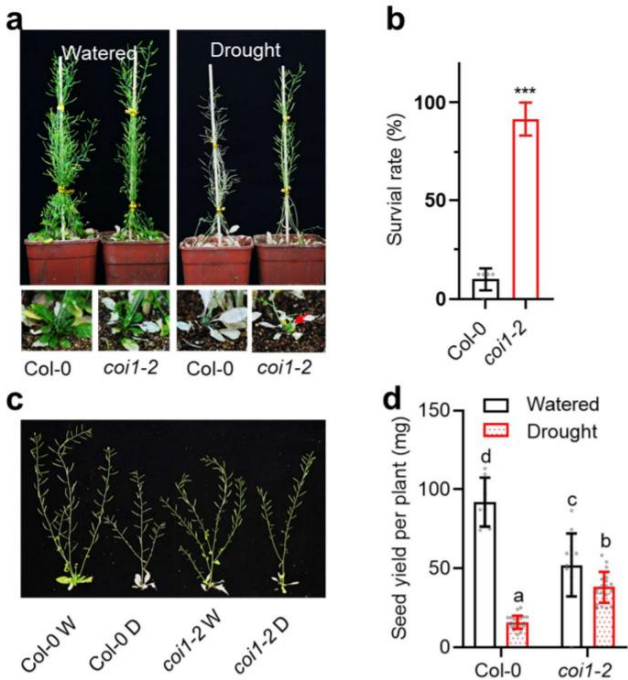 a
Watered Drought
Col-0 coi1-2 Col-0 coi1-2
b
Survial rate (%)
100
50
0
***
Col-0
coi1-2
c
Col-0 W
Col-0 D
coi1-2 W
coi1-2 D
d
Seed yield per plant (mg)
150
100
50
0
Watered
Drought
d
a
c
b
Col-0 coi1-2